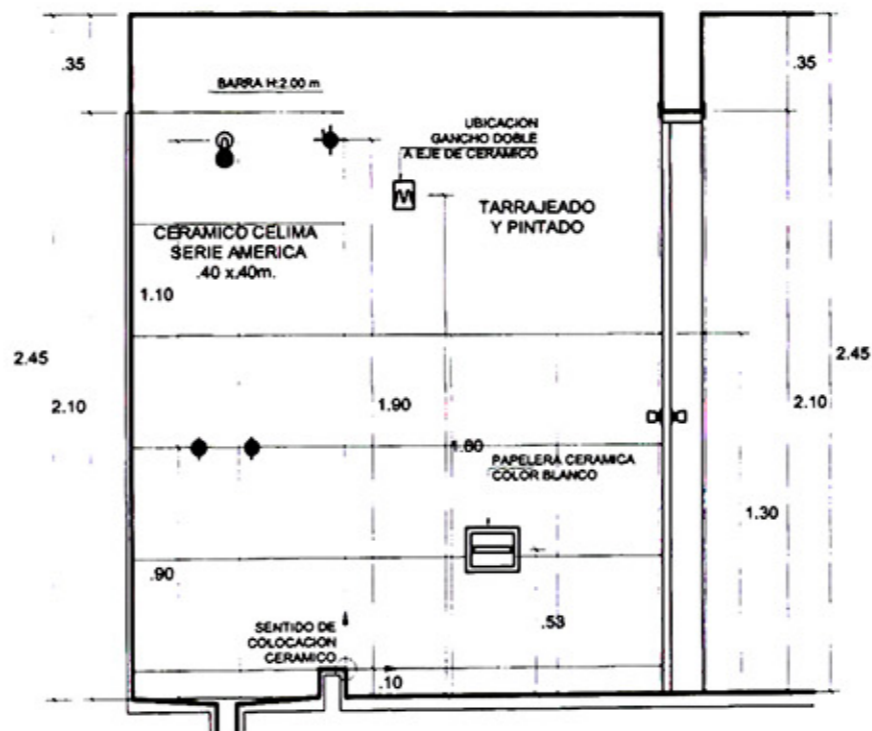 .35
.35
BARRA H:2.00 m
UBICACION
GANCHO DOBLE
A EJE DE CERAMICO
TARRAJEADO
Y PINTADO
CERAMICO CELIMA
SERIE AMERICA
.40 x.40m.
1.10
2.45
2.45
2.10
1.90
2.10
1.60
PAPELERA CERAMICA
COLOR BLANCO
1.30
.90
.53
SENTIDO DE
COLOCACION
CERAMICO
.10